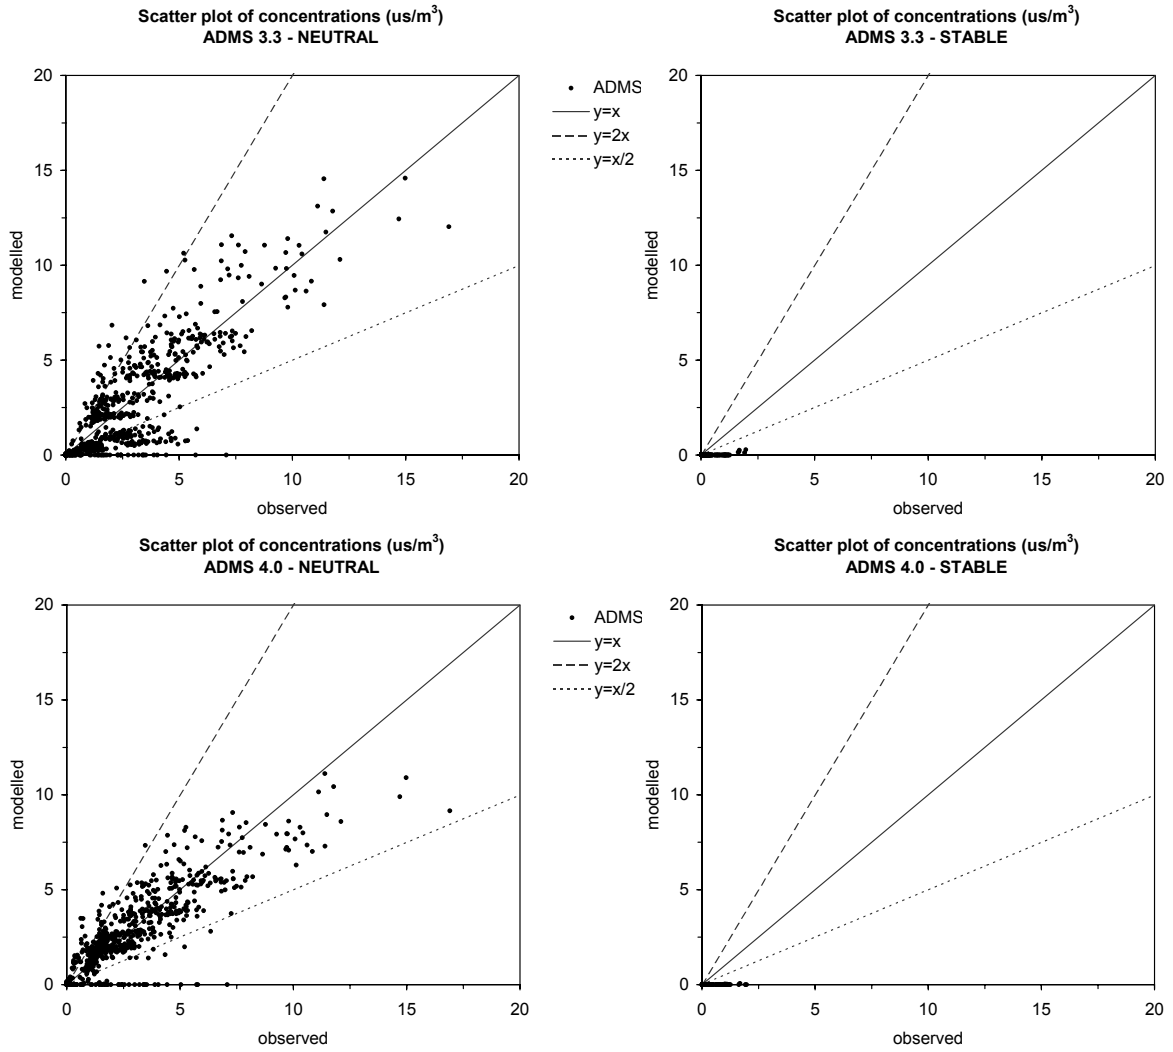 Scatter plot of concentrations (us/m³)
ADMS 3.3 - NEUTRAL
20
15
10
5
0
modelled
0 5 10 15 20
observed
ADMS
y=x
y=2x
y=x/2
Scatter plot of concentrations (us/m³)
ADMS 3.3 - STABLE
20
15
10
5
0
modelled
0 5 10 15 20
observed
Scatter plot of concentrations (us/m³)
ADMS 4.0 - NEUTRAL
20
15
10
5
0
modelled
0 5 10 15 20
observed
ADMS
y=x
y=2x
y=x/2
Scatter plot of concentrations (us/m³)
ADMS 4.0 - STABLE
20
15
10
5
0
modelled
0 5 10 15 20
observed